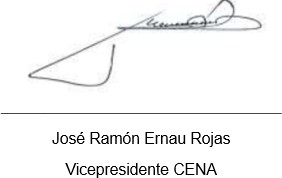 José Ramón Ernau Rojas
Vicepresidente CENA